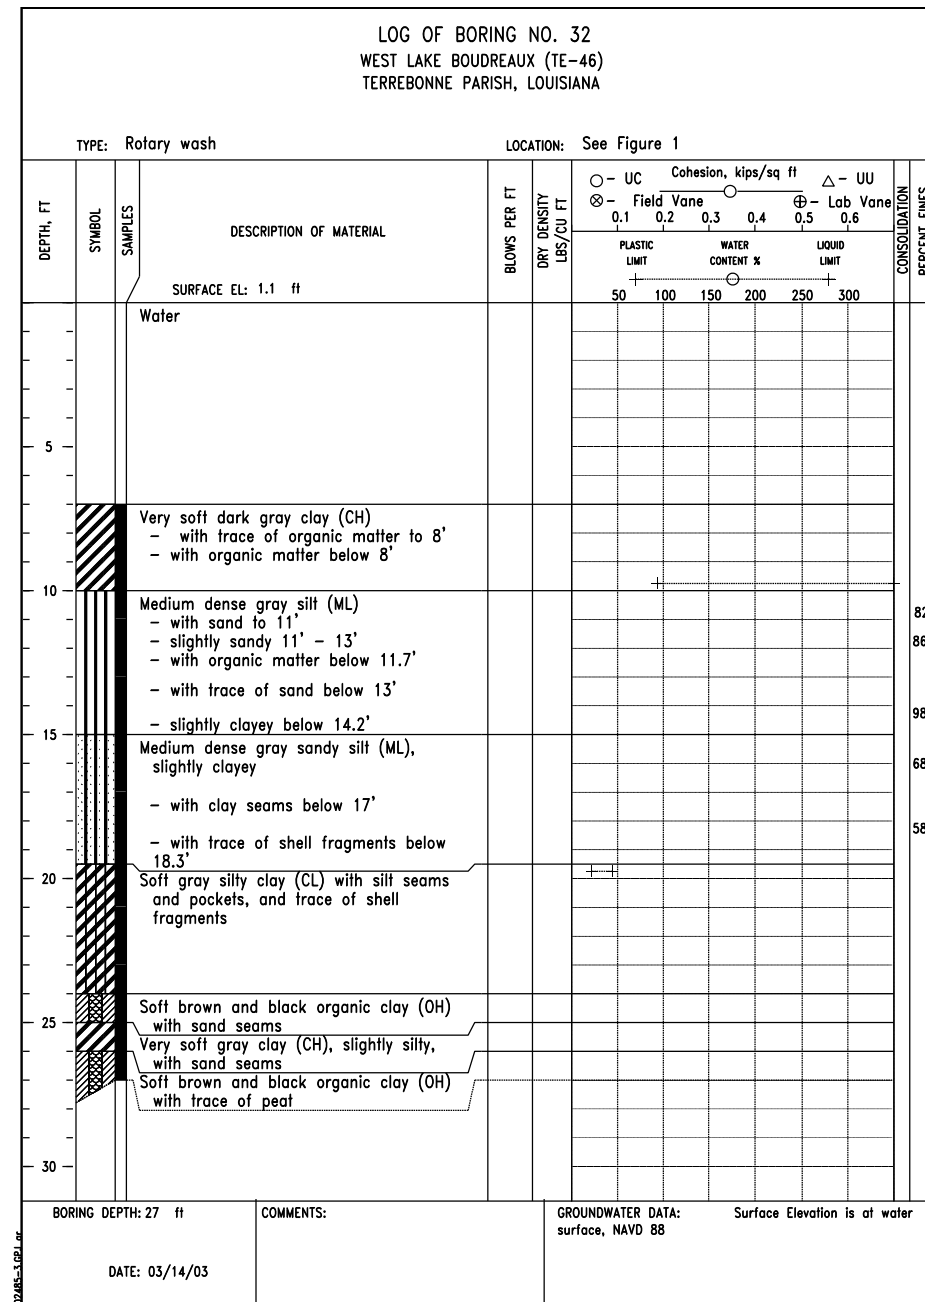 LOG OF BORING NO. 32
WEST LAKE BOUDREAUX (TE-46)
TERREBONNE PARISH, LOUISIANA
TYPE: Rotary wash
LOCATION: See Figure 1
DEPTH, FT
SYMBOL
SAMPLES
DESCRIPTION OF MATERIAL
SURFACE EL: 1.1 ft
BLOWS PER FT
DRY DENSITY
LBS/CU FT
Cohesion, kips/sq ft
- UC
- UU
- Field Vane
- Lab Vane
0.1 0.2 0.3 0.4 0.5 0.6
PLASTIC LIMIT
WATER CONTENT %
LIQUID LIMIT
50 100 150 200 250 300
CONSOLIDATION
PERCENT FINES
Water
5
Very soft dark gray clay (CH)
- with trace of organic matter to 8'
- with organic matter below 8'
10
Medium dense gray silt (ML)
- with sand to 11'
82
- slightly sandy 11' - 13'
86
- with organic matter below 11.7'
- with trace of sand below 13'
98
- slightly clayey below 14.2'
15
Medium dense gray sandy silt (ML),
slightly clayey
68
- with clay seams below 17'
58
- with trace of shell fragments below
18.3'
20
Soft gray silty clay (CL) with silt seams
and pockets, and trace of shell
fragments
Soft brown and black organic clay (OH)
with sand seams
25
Very soft gray clay (CH), slightly silty,
with sand seams
Soft brown and black organic clay (OH)
with trace of peat
30
BORING DEPTH: 27 ft
DATE: 03/14/03
COMMENTS:
GROUNDWATER DATA: Surface Elevation is at water
surface, NAVD 88